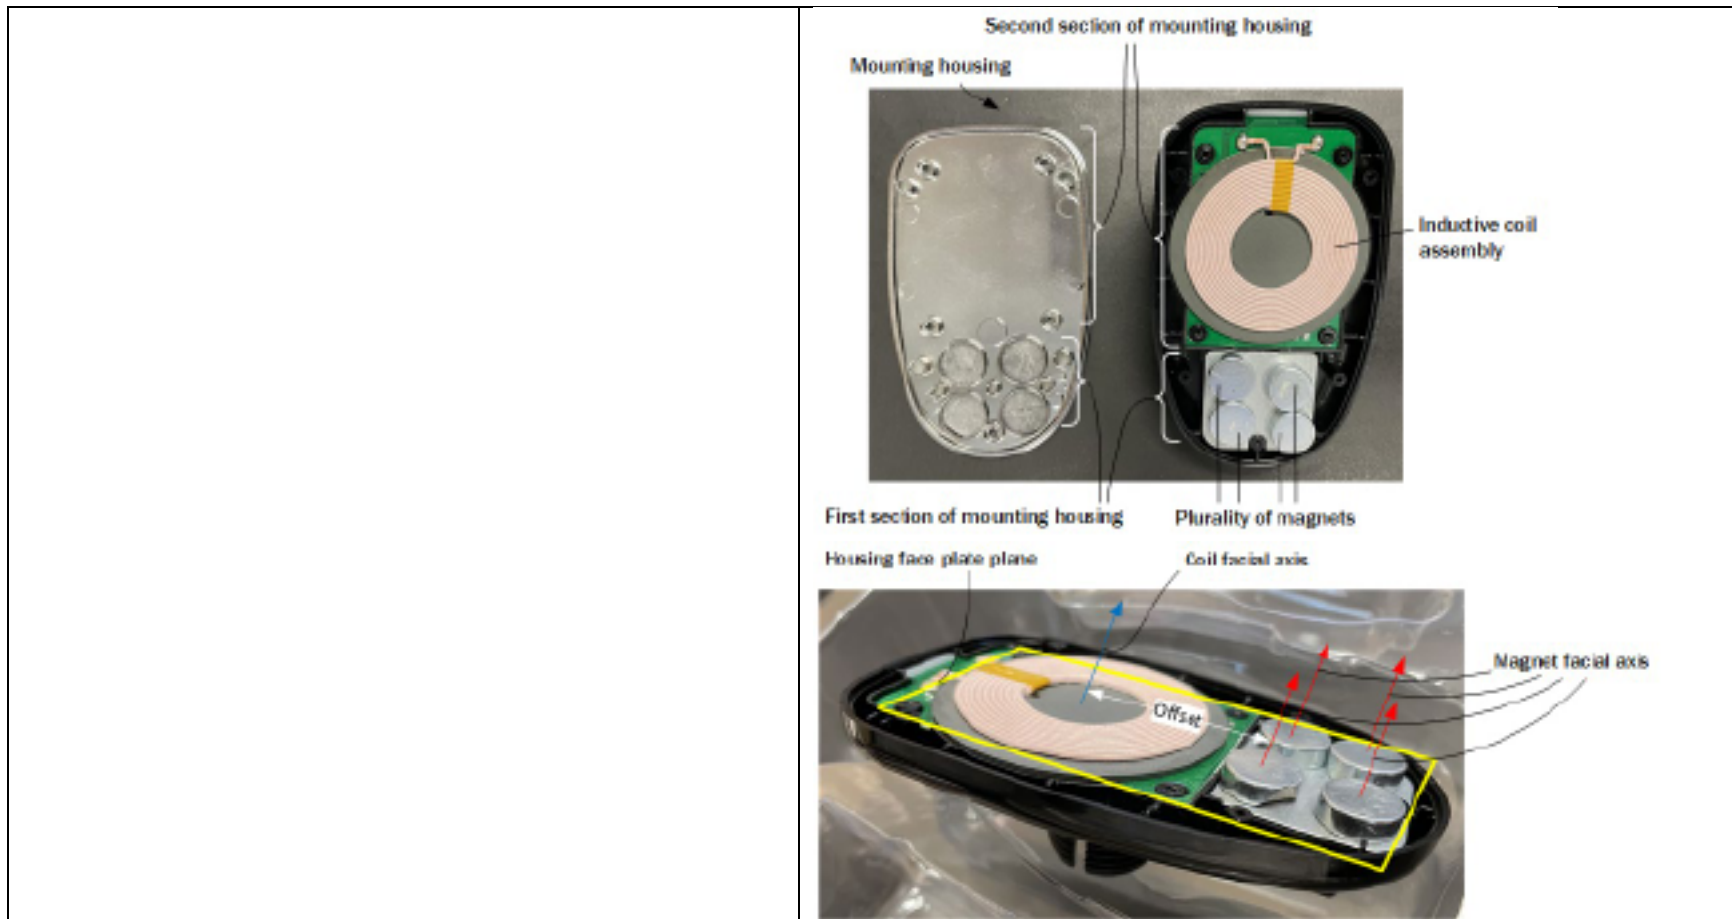 Second section of mounting housing
Mounting housing
Inductive coil
assembly
First section of mounting housing
Plurality of magnets
Housing face plate plane
Coil facial axis
Magnet facial axis
Offset